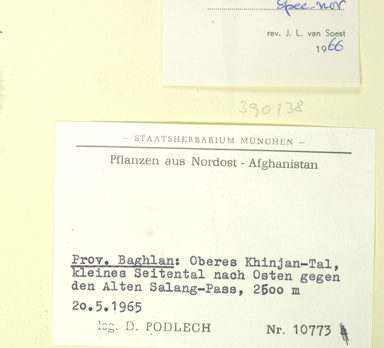 spec. nov
rev. J. L. van Soest
1966
390138
– STAATSHERBARIUM MÜNCHEN –
Pflanzen aus Nordost - Afghanistan
Prov. Baghlan: Oberes Khinjan-Tal,
kleines Seitental nach Osten gegen
den Alten Salang-Pass, 2500 m
20.5.1965
leg. D. PODLECH Nr. 10773